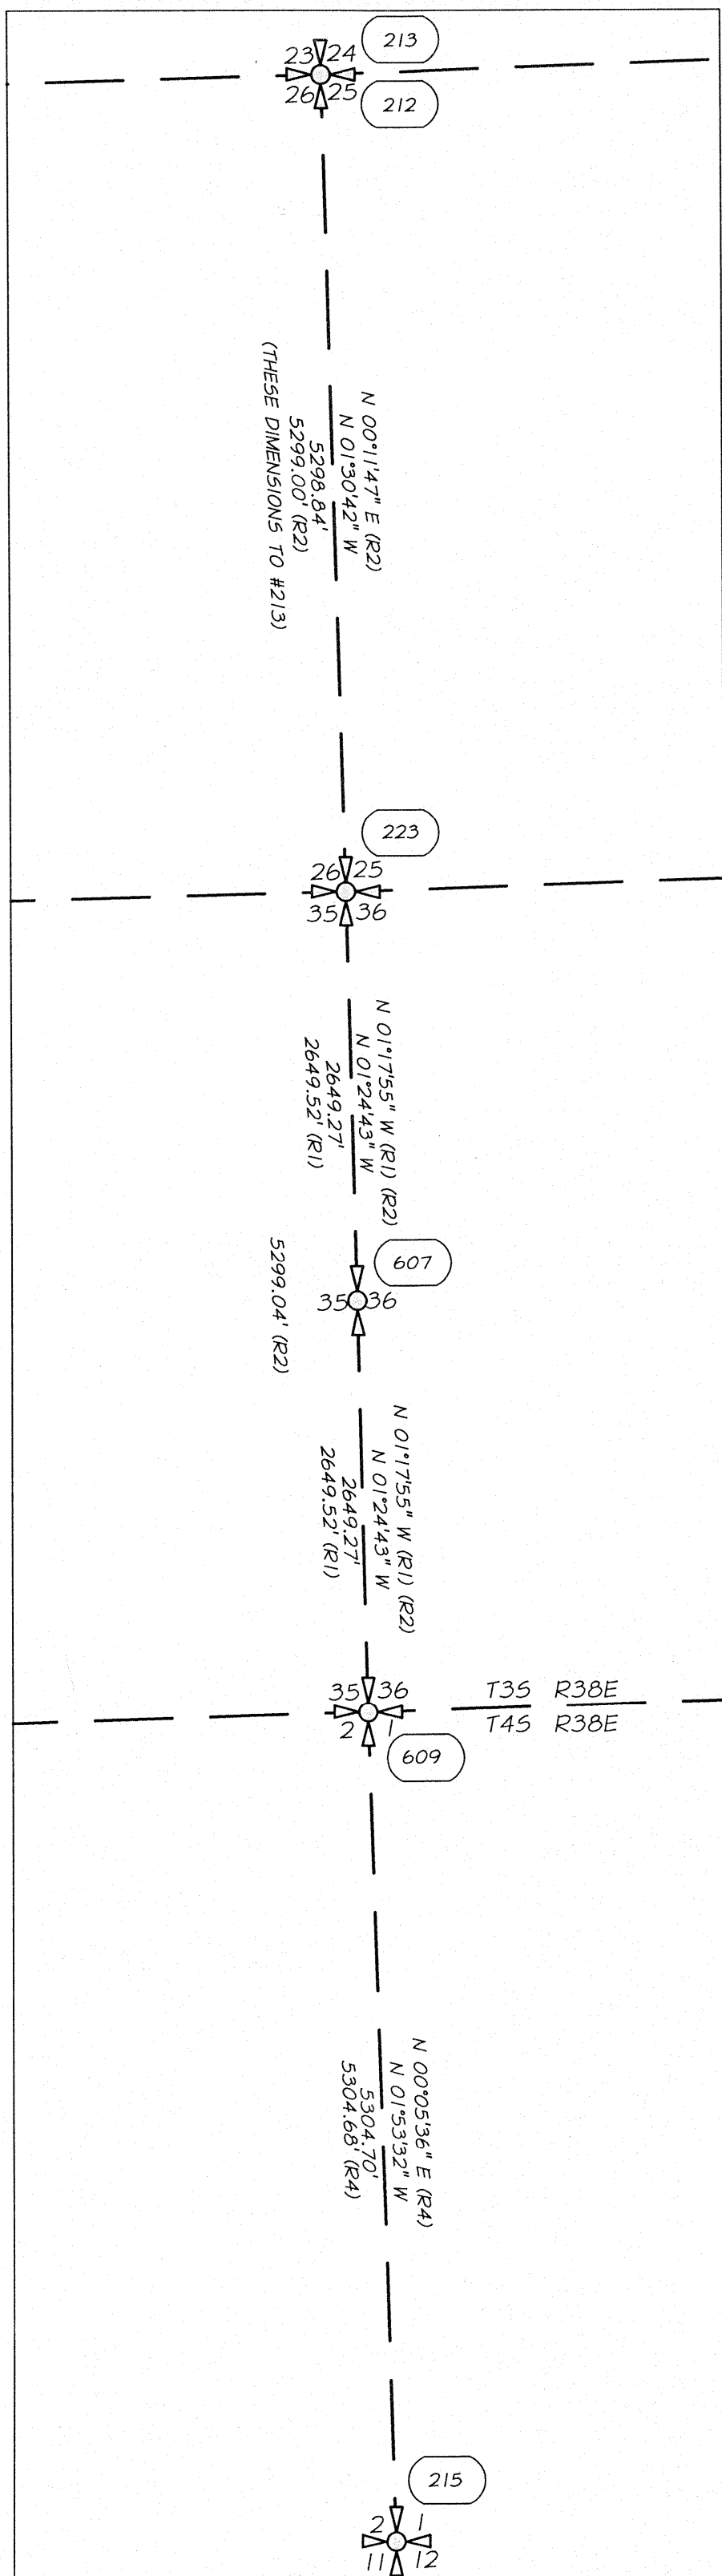 213
23 24
26 25
212
N 00°11'47" E (R2)
N 01°30'42" W
5298.84'
5299.00' (R2)
(THESE DIMENSIONS TO #213)
223
26 25
35 36
N 01°17'55" W (R1) (R2)
N 01°24'43" W
2649.27'
2649.52' (R1)
607
35 36
5299.04' (R2)
N 01°17'55" W (R1) (R2)
N 01°24'43" W
2649.27'
2649.52' (R1)
35 36
T3S R38E
2 1
T4S R38E
609
N 00°05'36" E (R4)
N 01°53'32" W
5304.70'
5304.68' (R4)
215
2 1
11 12